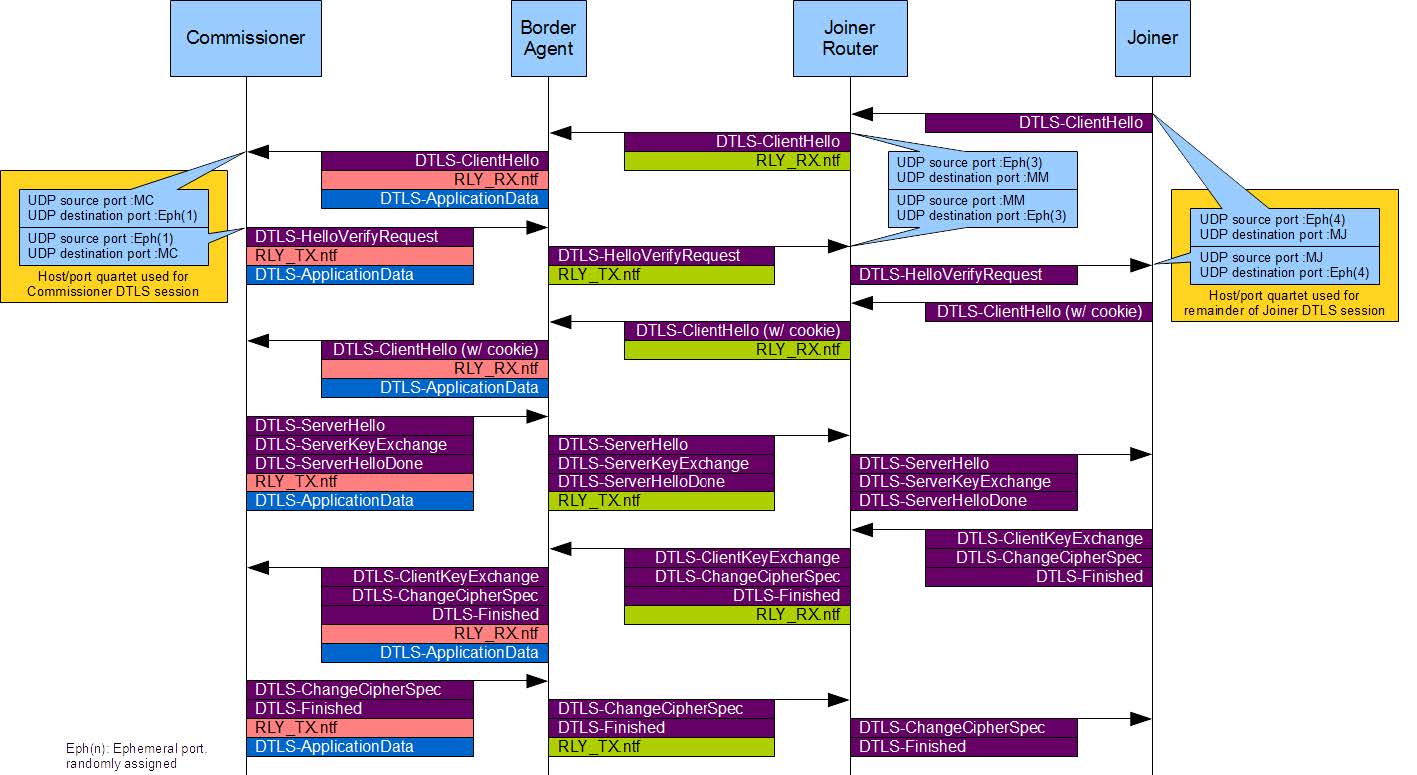 Commissioner
Border
Agent
Joiner
Router
Joiner
DTLS-ClientHello
DTLS-ClientHello
RLY_RX.ntf
DTLS-ClientHello
RLY_RX.ntf
DTLS-ApplicationData
UDP source port :Eph(3)
UDP destination port :MM
UDP source port :MM
UDP destination port :Eph(3)
UDP source port :MC
UDP destination port :Eph(1)
UDP source port :Eph(1)
UDP destination port :MC
Host/port quartet used for
Commissioner DTLS session
UDP source port :Eph(4)
UDP destination port :MJ
UDP source port :MJ
UDP destination port :Eph(4)
Host/port quartet used for
remainder of Joiner DTLS session
DTLS-HelloVerifyRequest
RLY_TX.ntf
DTLS-ApplicationData
DTLS-HelloVerifyRequest
RLY_TX.ntf
DTLS-HelloVerifyRequest
DTLS-ClientHello (w/ cookie)
DTLS-ClientHello (w/ cookie)
RLY_RX.ntf
DTLS-ClientHello (w/ cookie)
RLY_RX.ntf
DTLS-ApplicationData
DTLS-ServerHello
DTLS-ServerKeyExchange
DTLS-ServerHelloDone
RLY_TX.ntf
DTLS-ApplicationData
DTLS-ServerHello
DTLS-ServerKeyExchange
DTLS-ServerHelloDone
RLY_TX.ntf
DTLS-ServerHello
DTLS-ServerKeyExchange
DTLS-ServerHelloDone
DTLS-ClientKeyExchange
DTLS-ChangeCipherSpec
DTLS-Finished
DTLS-ClientKeyExchange
DTLS-ChangeCipherSpec
DTLS-Finished
RLY_RX.ntf
DTLS-ClientKeyExchange
DTLS-ChangeCipherSpec
DTLS-Finished
RLY_RX.ntf
DTLS-ApplicationData
DTLS-ChangeCipherSpec
DTLS-Finished
RLY_TX.ntf
DTLS-ApplicationData
DTLS-ChangeCipherSpec
DTLS-Finished
RLY_TX.ntf
DTLS-ChangeCipherSpec
DTLS-Finished
Eph(n): Ephemeral port,
randomly assigned